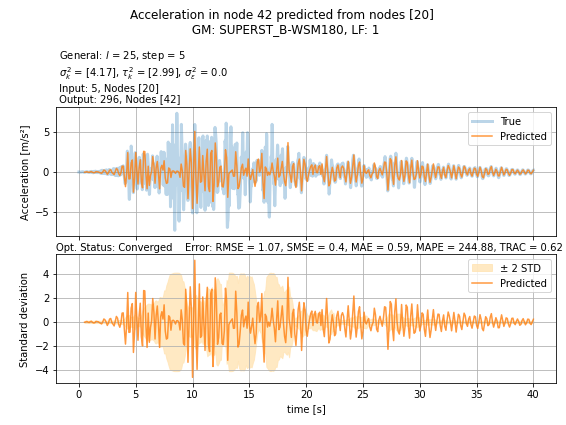 Acceleration in node 42 predicted from nodes [20]
GM: SUPERST_B-WSM180, LF: 1
General: l = 25, step = 5
σ²ₖ = [4.17], τ²ₖ = [2.99], σ²ε = 0.0
Input: 5, Nodes [20]
Output: 296, Nodes [42]
True
Predicted
5
0
−5
Acceleration [m/s²]
Opt. Status: Converged Error: RMSE = 1.07, SMSE = 0.4, MAE = 0.59, MAPE = 244.88, TRAC = 0.62
± 2 STD
Predicted
4
2
0
−2
−4
Standard deviation
0 5 10 15 20 25 30 35 40
time [s]